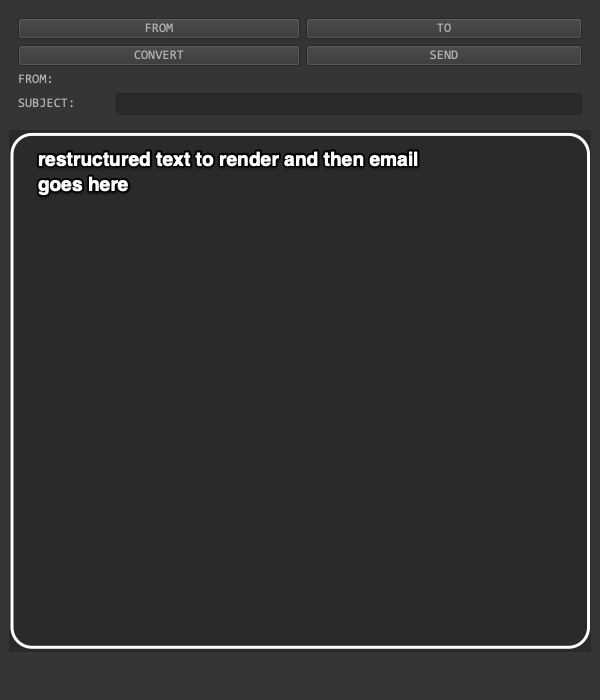 FROM TO
CONVERT SEND
FROM:
SUBJECT:
restructured text to render and then email
goes here